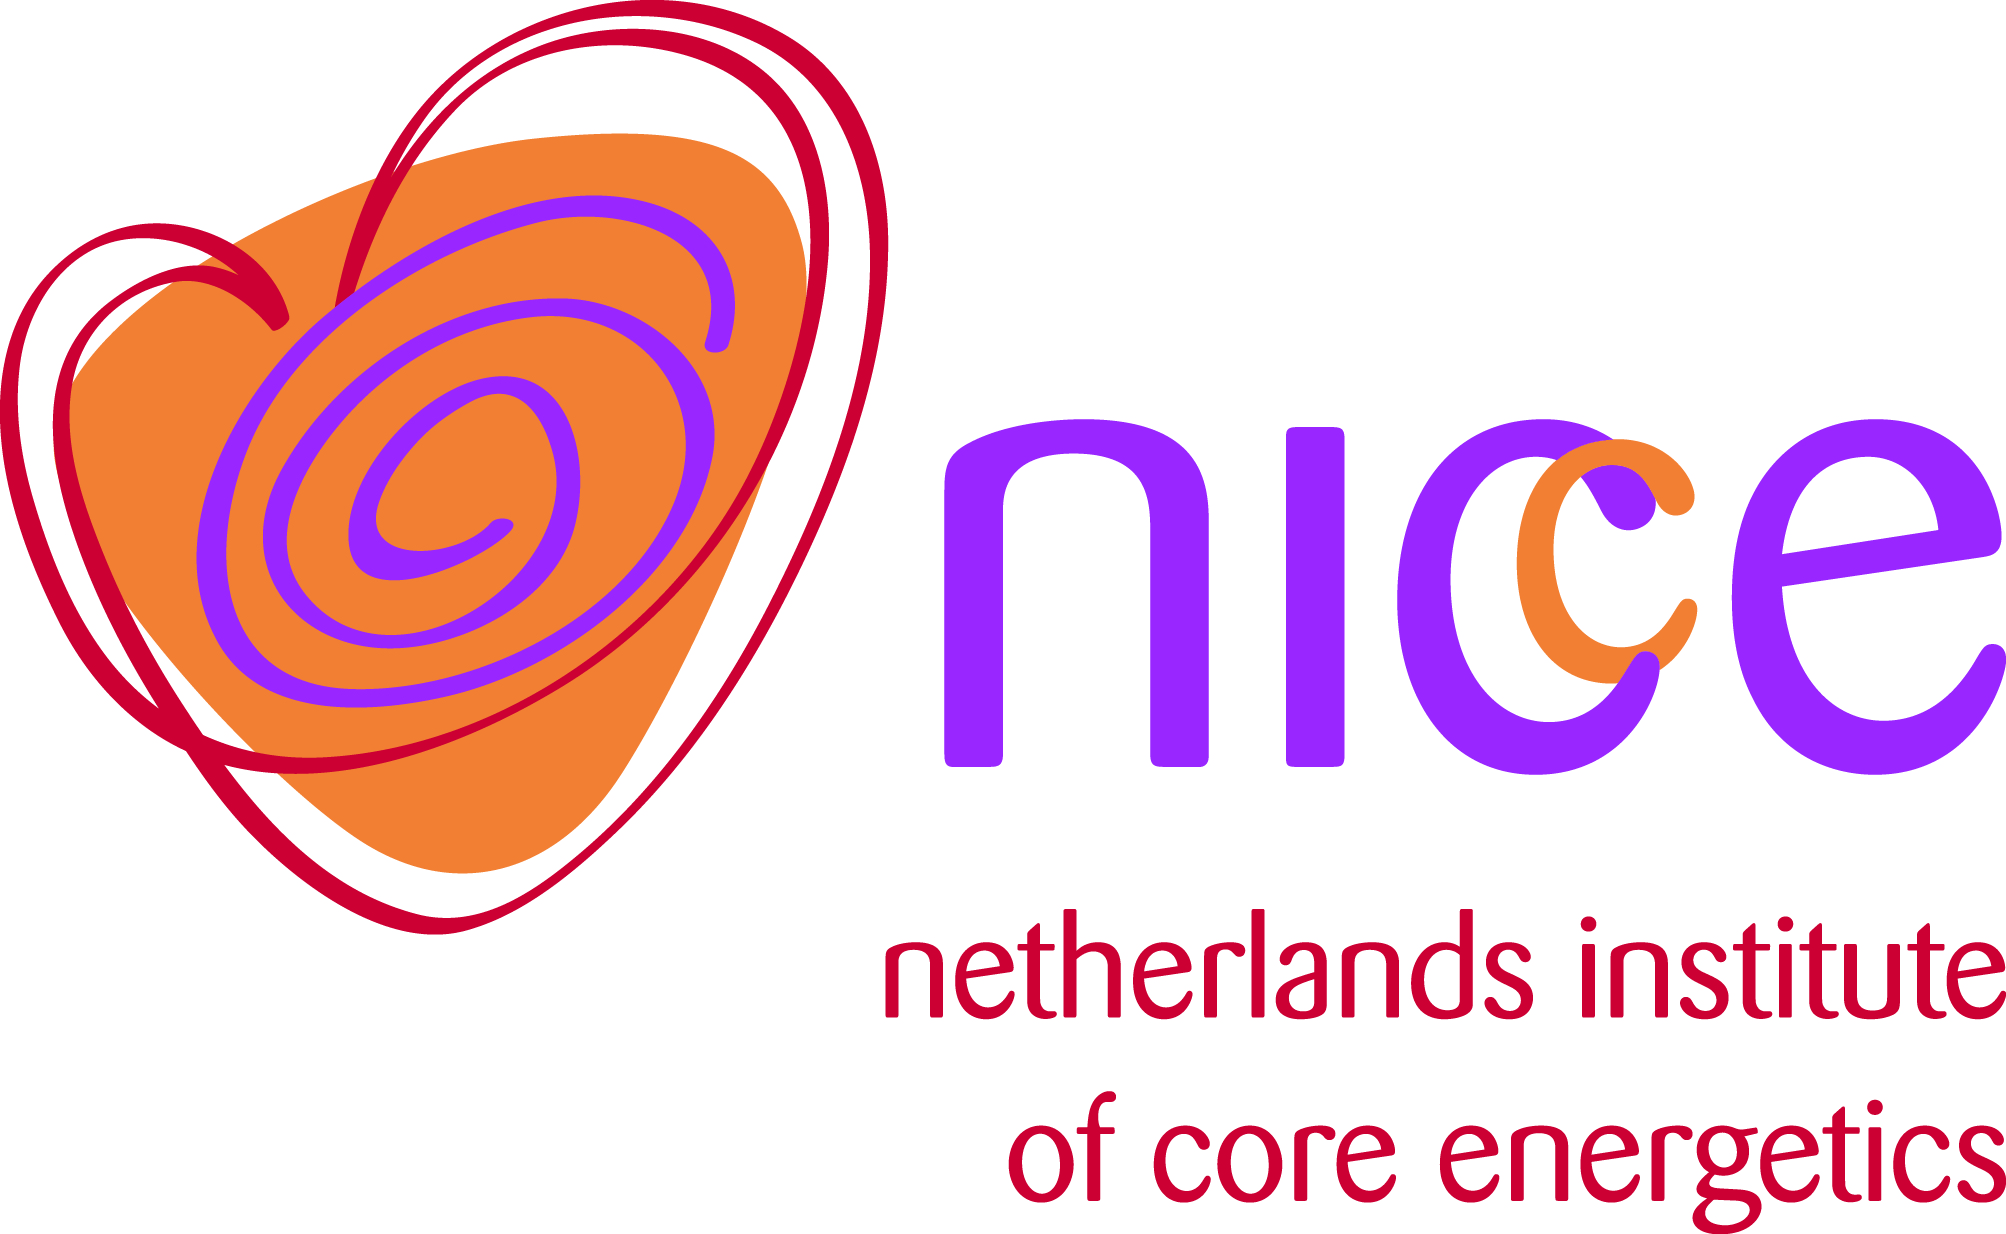 nicce
netherlands institute
of core energetics